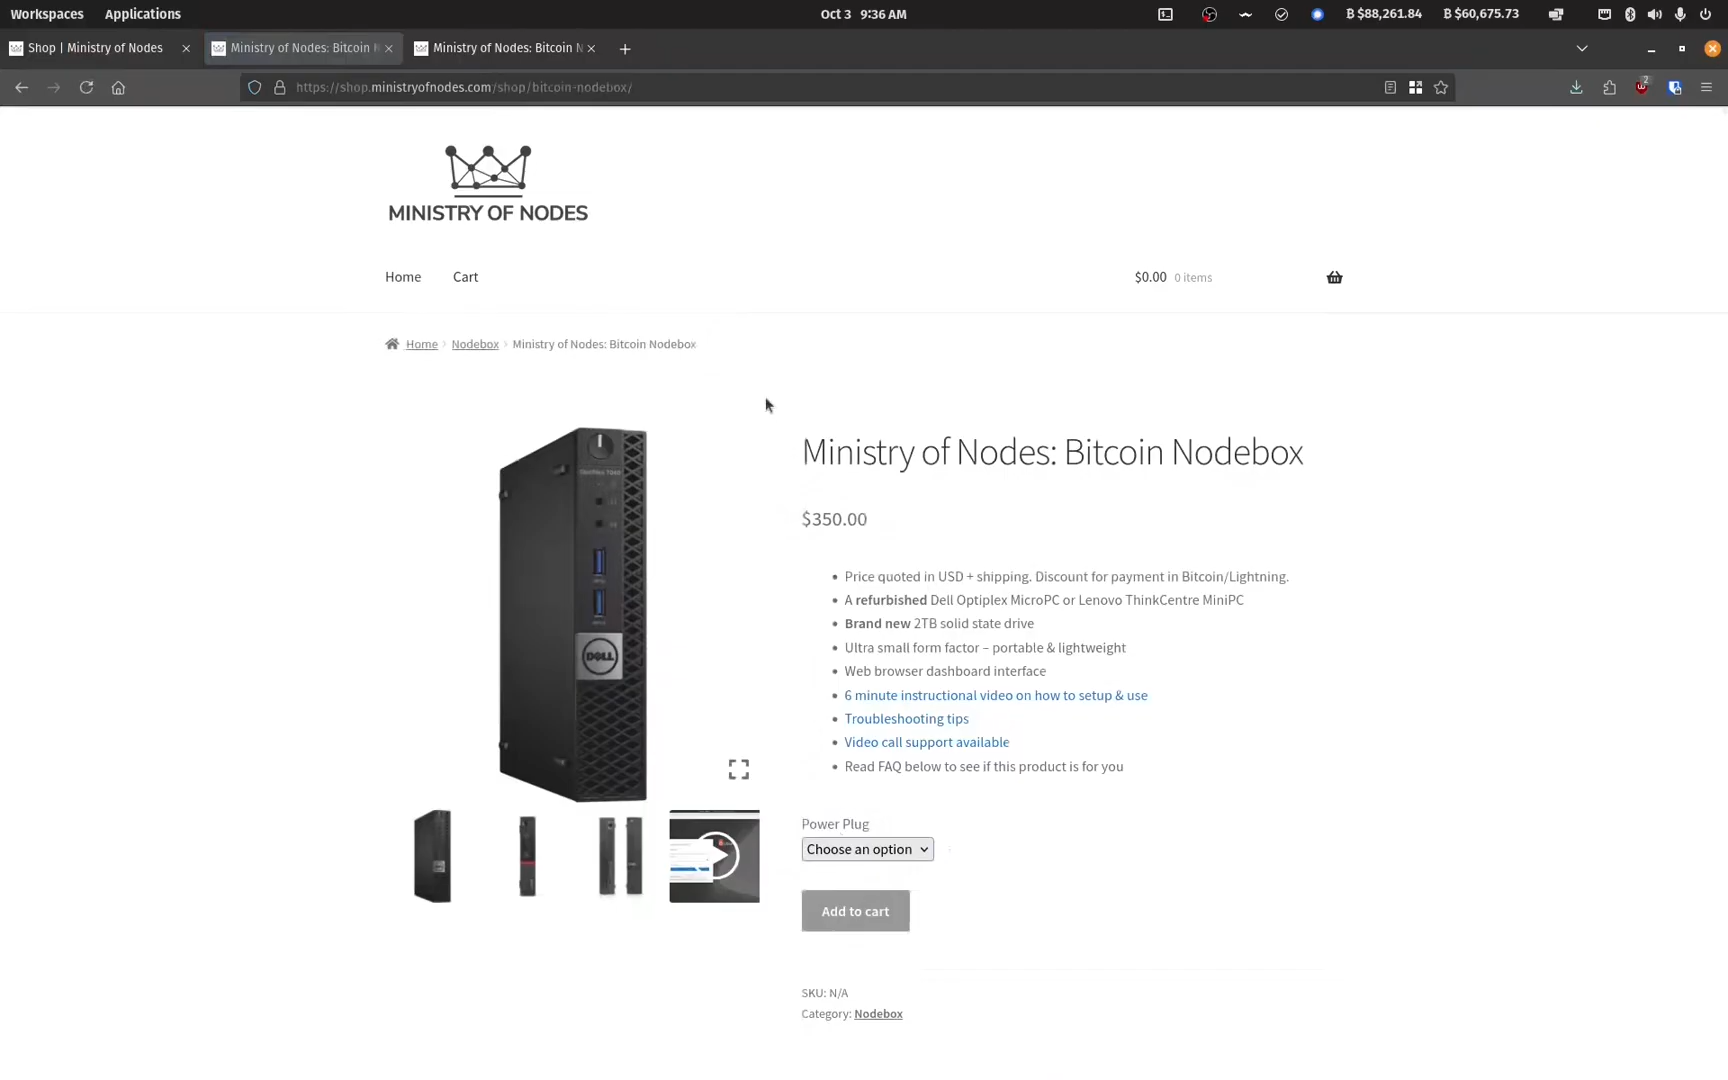 Workspaces Applications Oct 3 9:36 AM ₿ $88,261.84 ₿ $60,675.73
Shop | Ministry of Nodes Ministry of Nodes: Bitcoin Ministry of Nodes: Bitcoin N
https://shop.ministryofnodes.com/shop/bitcoin-nodebox/ 2
MINISTRY OF NODES
Home Cart $0.00 0 items
Home › Nodebox › Ministry of Nodes: Bitcoin Nodebox
Ministry of Nodes: Bitcoin Nodebox
$350.00
• Price quoted in USD + shipping. Discount for payment in Bitcoin/Lightning.
• A refurbished Dell Optiplex MicroPC or Lenovo ThinkCentre MiniPC
• Brand new 2TB solid state drive
• Ultra small form factor – portable & lightweight
• Web browser dashboard interface
• 6 minute instructional video on how to setup & use
• Troubleshooting tips
• Video call support available
• Read FAQ below to see if this product is for you
DELL
Power Plug
Choose an option
Add to cart
SKU: N/A
Category: Nodebox